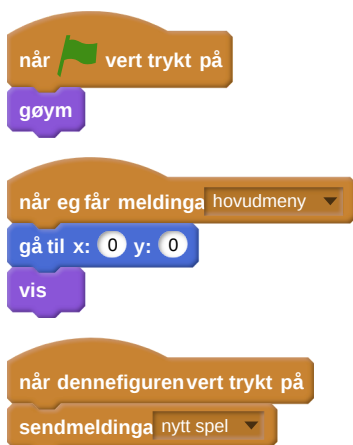 når vert trykt på
gøym
når eg får meldinga hovudmeny
gå til x: 0 y: 0
vis
når denne figuren vert trykt på
send meldinga nytt spel